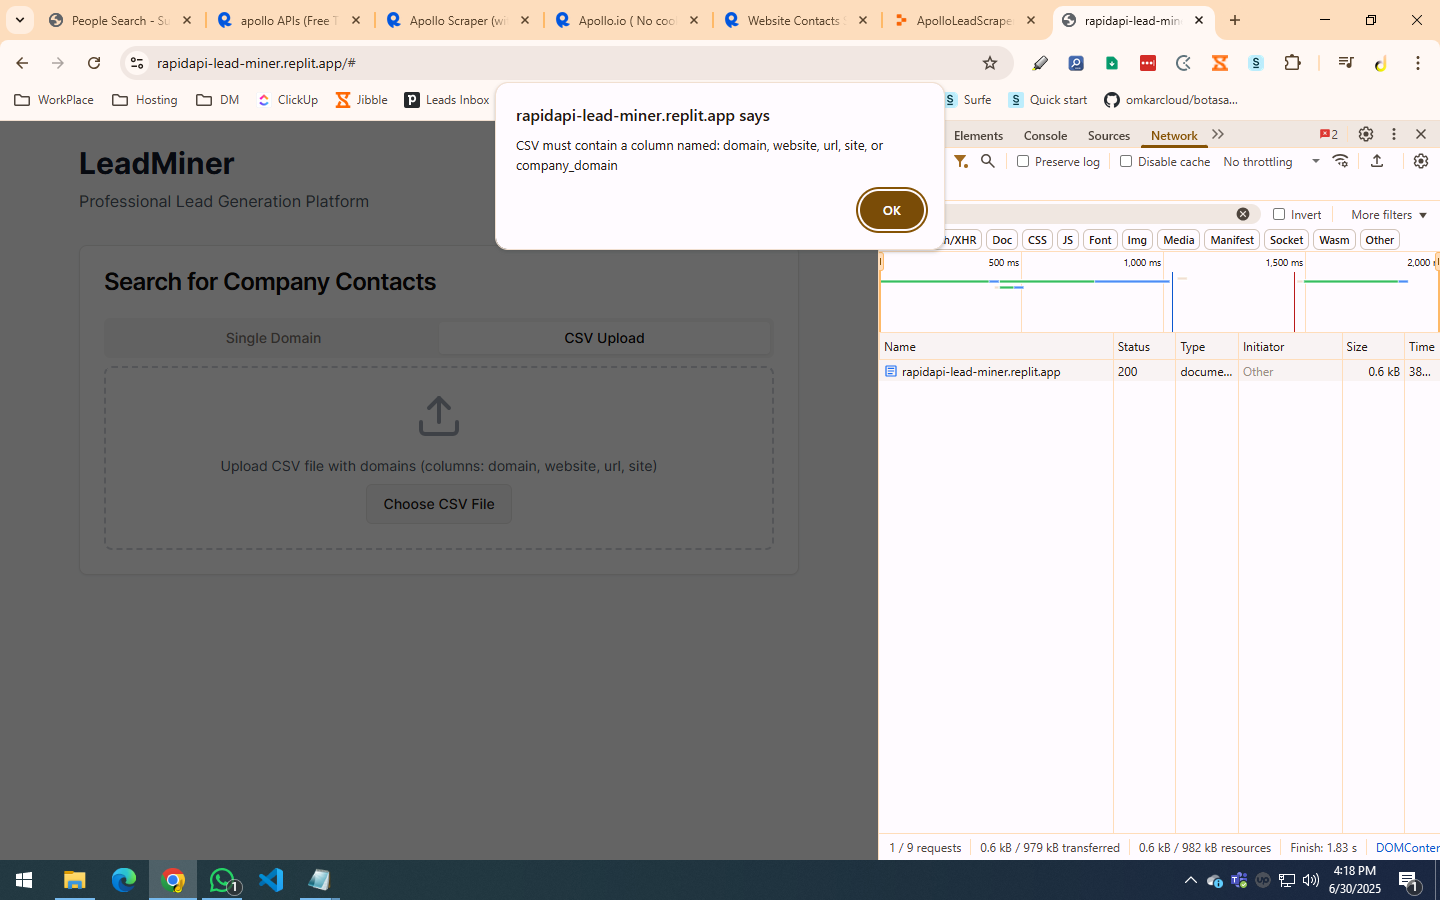 People Search - Su
apollo APIs (Free T
Apollo Scraper (wi
Apollo.io ( No cook
Website Contacts S
ApolloLeadScrape
rapidapi-lead-min
rapidapi-lead-miner.replit.app/#
WorkPlace
Hosting
DM
ClickUp
Jibble
Leads Inbox
Surfe
Quick start
omkarcloud/botasa...
rapidapi-lead-miner.replit.app says
CSV must contain a column named: domain, website, url, site, or
company_domain
OK
LeadMiner
Professional Lead Generation Platform
Search for Company Contacts
Single Domain
CSV Upload
Upload CSV file with domains (columns: domain, website, url, site)
Choose CSV File
Elements
Console
Sources
Network
2
Preserve log
Disable cache
No throttling
Invert
More filters
h/XHR
Doc
CSS
JS
Font
Img
Media
Manifest
Socket
Wasm
Other
500 ms
1,000 ms
1,500 ms
2,000
Name
Status
Type
Initiator
Size
Time
rapidapi-lead-miner.replit.app
200
docume...
Other
0.6 kB
38...
1 / 9 requests
0.6 kB / 979 kB transferred
0.6 kB / 982 kB resources
Finish: 1.83 s
DOMConten
1
4:18 PM
6/30/2025
1